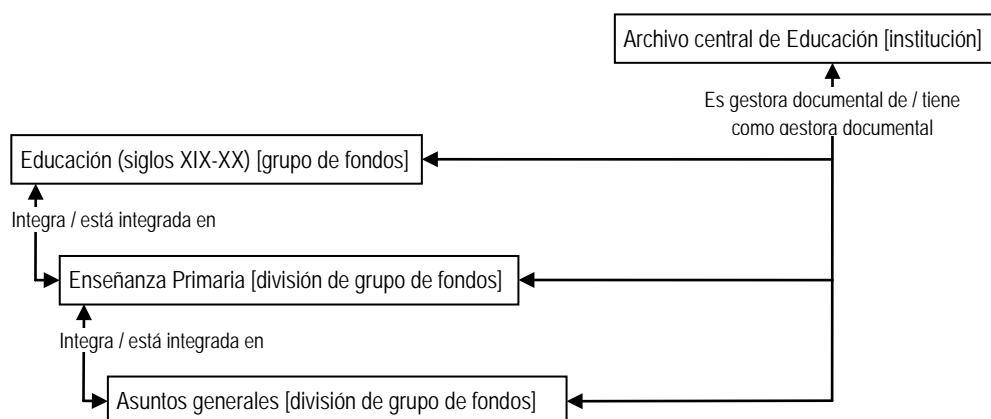 Archivo central de Educación [institución]
Es gestora documental de / tiene
como gestora documental
Educación (siglos XIX-XX) [grupo de fondos]
Integra / está integrada en
Enseñanza Primaria [división de grupo de fondos]
Integra / está integrada en
Asuntos generales [división de grupo de fondos]